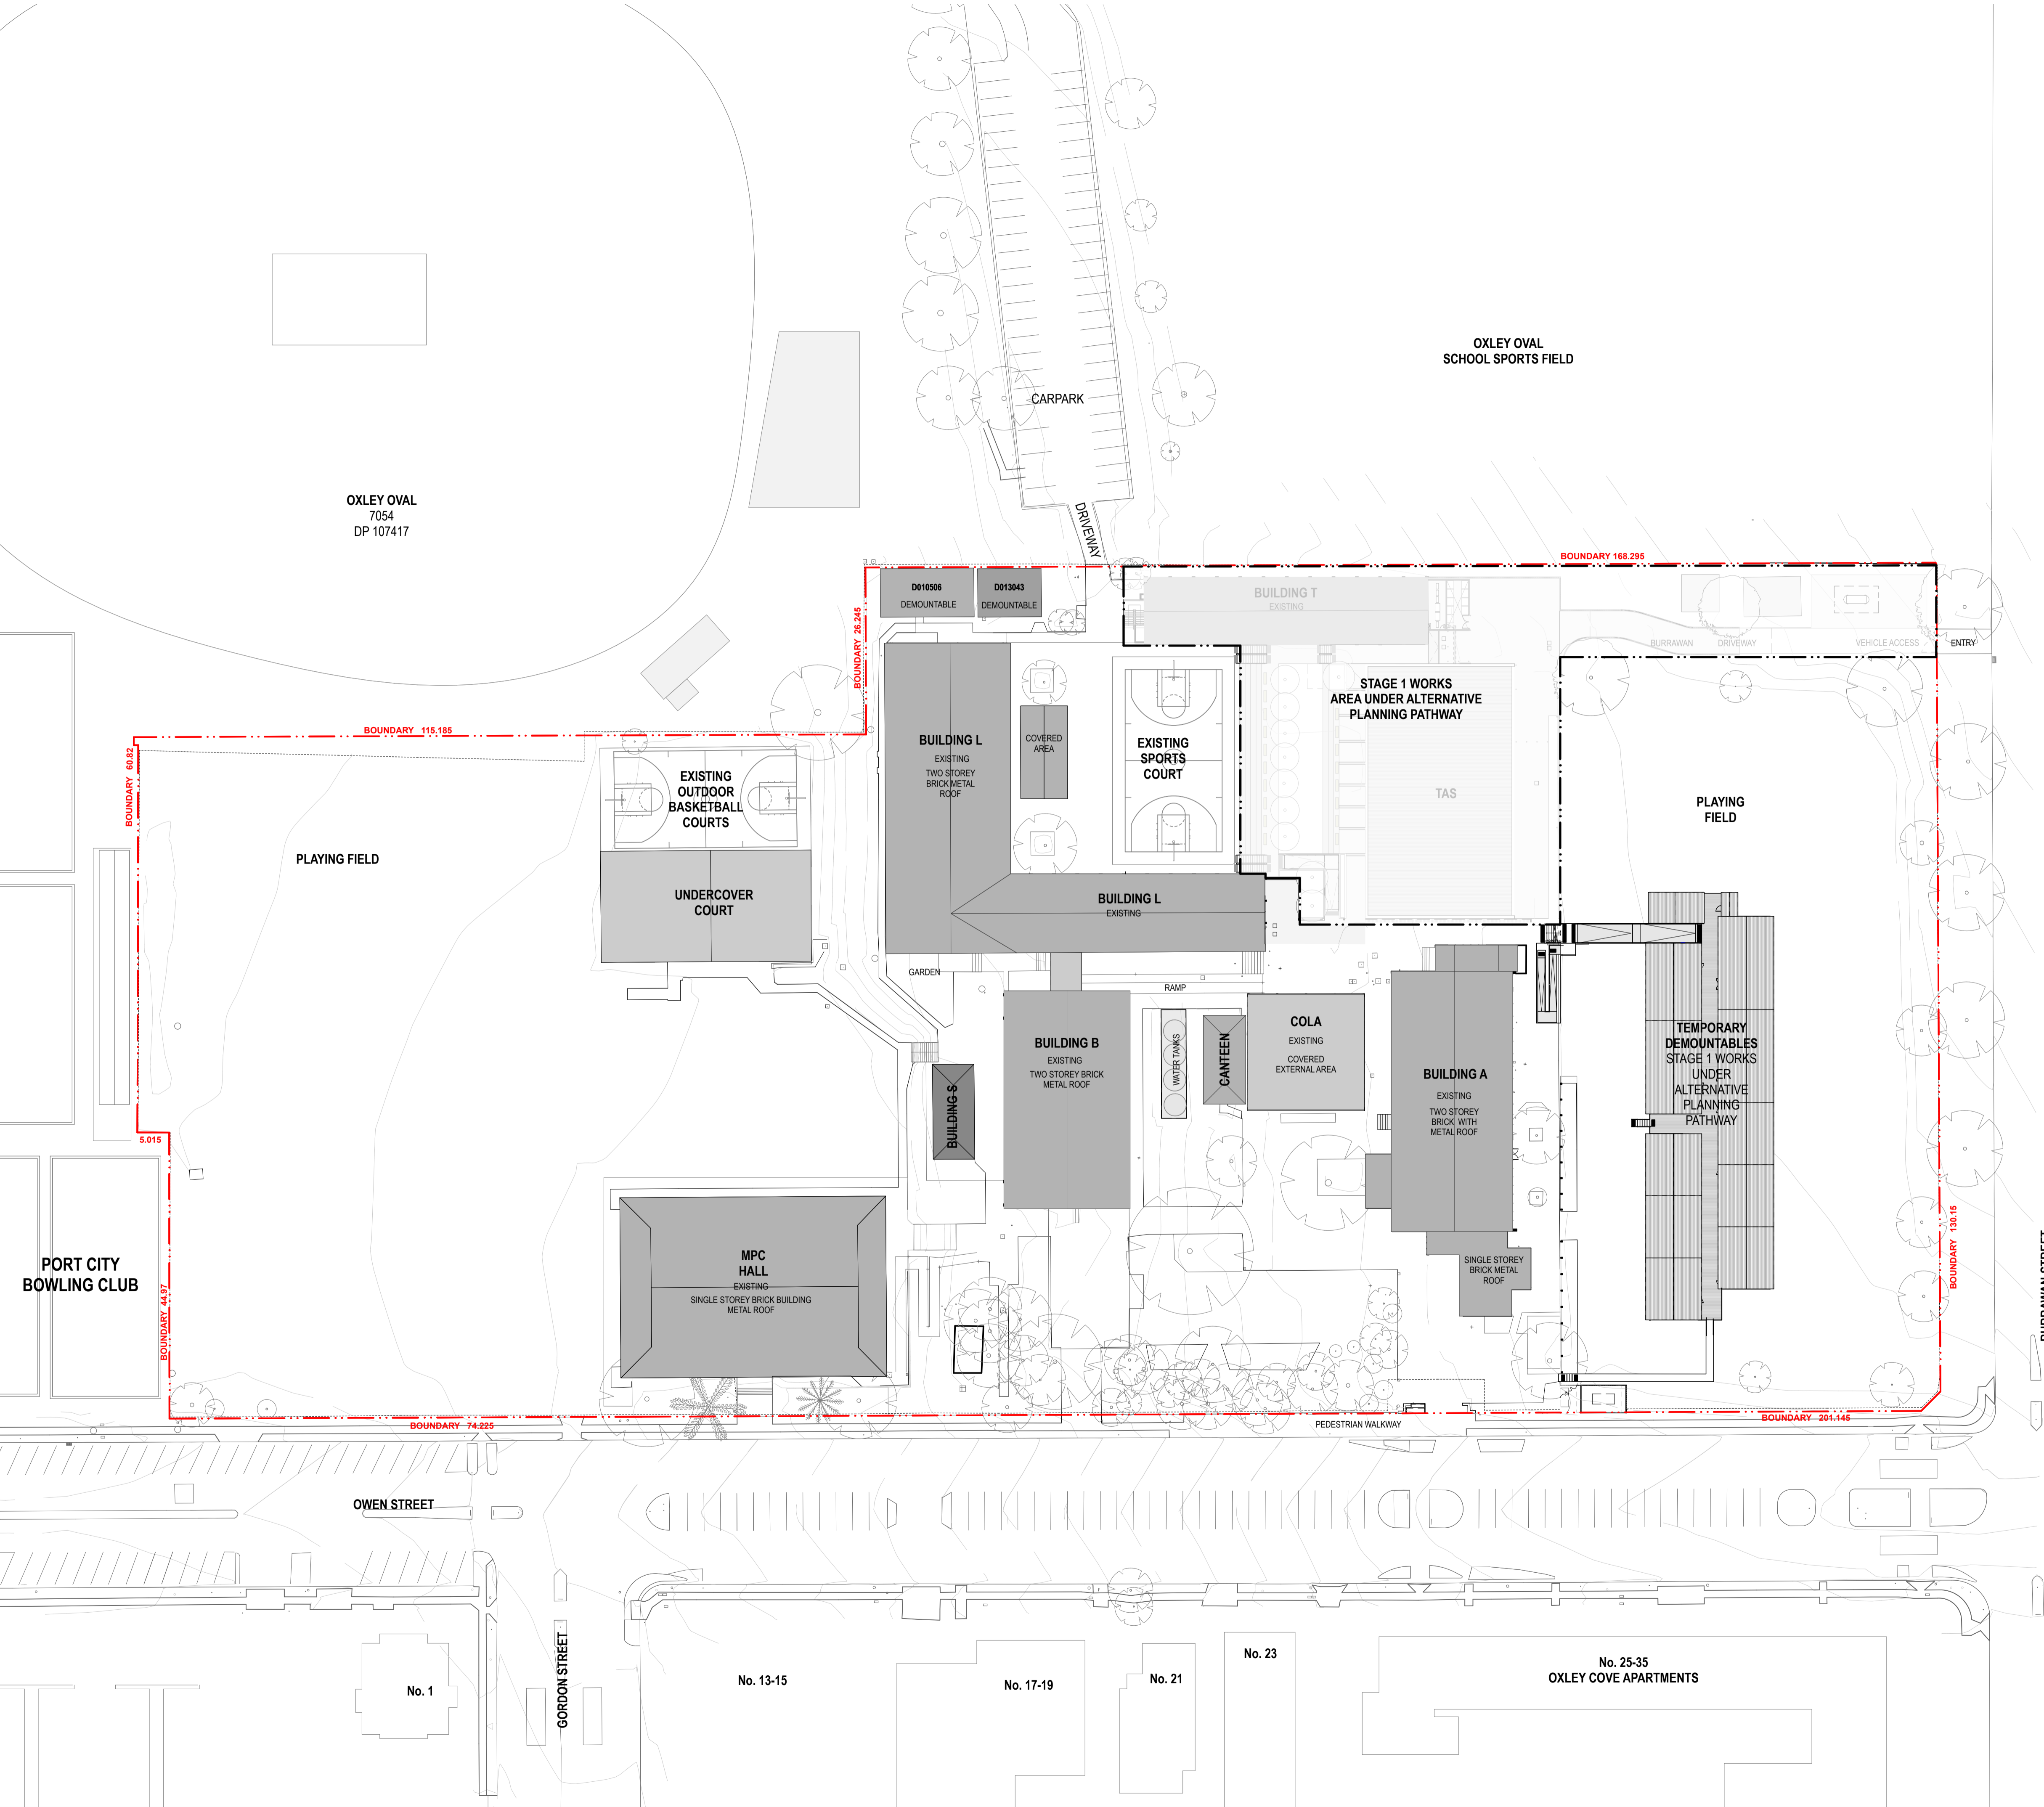 CARPARK
DRIVEWAY
OXLEY OVAL
SCHOOL SPORTS FIELD
OXLEY OVAL
7054
DP 107417
BOUNDARY 168.295
D010506
DEMOUNTABLE
D013043
DEMOUNTABLE
BUILDING T
EXISTING
BOUNDARY 26.245
BURRAWAN DRIVEWAY
VEHICLE ACCESS
ENTRY
STAGE 1 WORKS
AREA UNDER ALTERNATIVE
PLANNING PATHWAY
TAS
BOUNDARY 115.185
BOUNDARY 60.82
EXISTING
OUTDOOR
BASKETBALL
COURTS
BUILDING L
EXISTING
TWO STOREY
BRICK METAL
ROOF
COVERED
AREA
EXISTING
SPORTS
COURT
PLAYING
FIELD
PLAYING FIELD
UNDERCOVER
COURT
BUILDING L
EXISTING
GARDEN
RAMP
BUILDING B
EXISTING
TWO STOREY BRICK
METAL ROOF
WATER TANKS
CANTEEN
COLA
EXISTING
COVERED
EXTERNAL AREA
BUILDING A
EXISTING
TWO STOREY
BRICK WITH
METAL ROOF
TEMPORARY
DEMOUNTABLES
STAGE 1 WORKS
UNDER
ALTERNATIVE
PLANNING
PATHWAY
BUILDING S
5.015
PORT CITY
BOWLING CLUB
BOUNDARY 44.97
MPC
HALL
EXISTING
SINGLE STOREY BRICK BUILDING
METAL ROOF
SINGLE STOREY
BRICK METAL
ROOF
BOUNDARY 130.15
BURRAWAN STREET
BOUNDARY 74.225
PEDESTRIAN WALKWAY
BOUNDARY 201.145
OWEN STREET
GORDON STREET
No. 1
No. 13-15
No. 17-19
No. 21
No. 23
No. 25-35
OXLEY COVE APARTMENTS